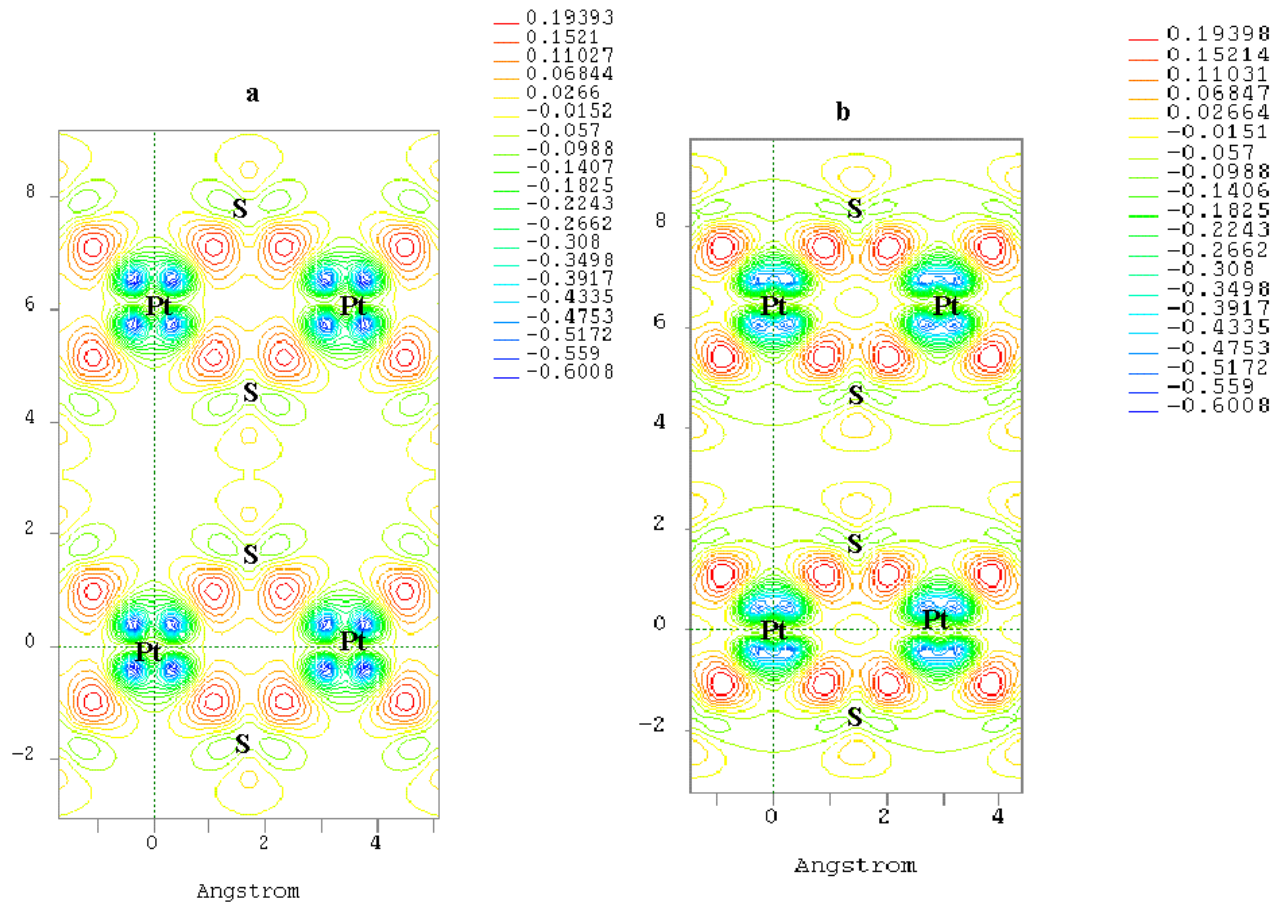 a
0.19393
0.1521
0.11027
0.06844
0.0266
-0.0152
-0.057
-0.0988
-0.1407
-0.1825
-0.2243
-0.2662
-0.308
-0.3498
-0.3917
-0.4335
-0.4753
-0.5172
-0.559
-0.6008
8
6
4
2
0
-2
S
Pt
Pt
S
S
Pt
Pt
S
0
2
4
Angstrom
b
0.19398
0.15214
0.11031
0.06847
0.02664
-0.0151
-0.057
-0.0988
-0.1406
-0.1825
-0.2243
-0.2662
-0.308
-0.3498
-0.3917
-0.4335
-0.4753
-0.5172
-0.559
-0.6008
8
6
4
2
0
-2
S
Pt
Pt
S
S
Pt
Pt
S
0
2
4
Angstrom